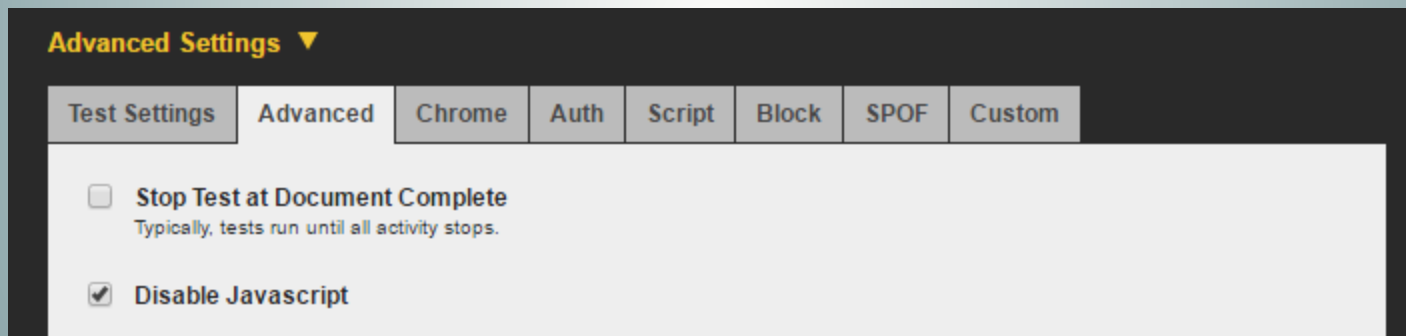 Advanced Settings ▼
Test Settings Advanced Chrome Auth Script Block SPOF Custom
Stop Test at Document Complete
Typically, tests run until all activity stops.
Disable Javascript